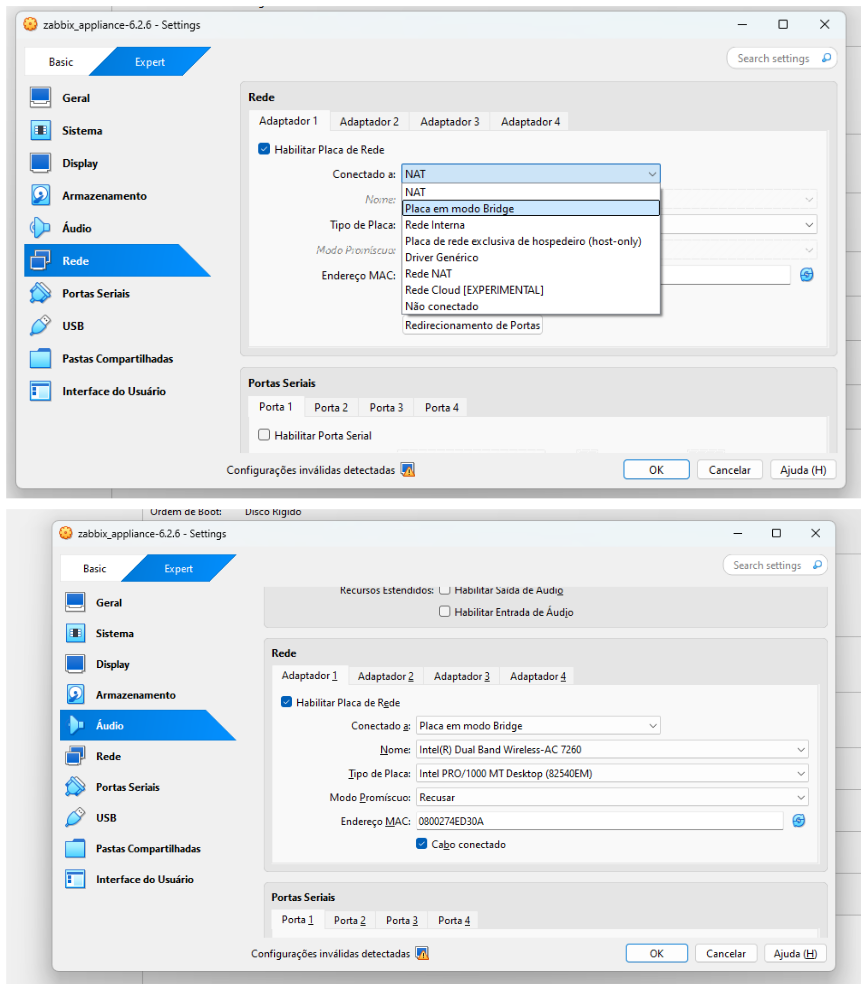 zabbix_appliance-6.2.6 - Settings
Basic
Expert
Search settings
Geral
Sistema
Display
Armazenamento
Áudio
Rede
Portas Seriais
USB
Pastas Compartilhadas
Interface do Usuário
Rede
Adaptador 1 Adaptador 2 Adaptador 3 Adaptador 4
Habilitar Placa de Rede
Conectado a: NAT
NAT
Nome:
Placa em modo Bridge
Tipo de Placa: Rede Interna
Placa de rede exclusiva de hospedeiro (host-only)
Modo Promíscuo:
Driver Genérico
Endereço MAC: Rede NAT
Rede Cloud [EXPERIMENTAL]
Não conectado
Redirecionamento de Portas
Portas Seriais
Porta 1 Porta 2 Porta 3 Porta 4
Habilitar Porta Serial
Configurações inválidas detectadas
OK Cancelar Ajuda (H)
Ordem de Boot: Disco Rígido
zabbix_appliance-6.2.6 - Settings
Basic
Expert
Search settings
Geral
Sistema
Display
Armazenamento
Áudio
Rede
Portas Seriais
USB
Pastas Compartilhadas
Interface do Usuário
Recursos Estendidos: Habilitar Saída de Áudio
Habilitar Entrada de Áudio
Rede
Adaptador 1 Adaptador 2 Adaptador 3 Adaptador 4
Habilitar Placa de Rede
Conectado a: Placa em modo Bridge
Nome: Intel(R) Dual Band Wireless-AC 7260
Tipo de Placa: Intel PRO/1000 MT Desktop (82540EM)
Modo Promíscuo: Recusar
Endereço MAC: 0800274ED30A
Cabo conectado
Portas Seriais
Porta 1 Porta 2 Porta 3 Porta 4
Configurações inválidas detectadas
OK Cancelar Ajuda (H)